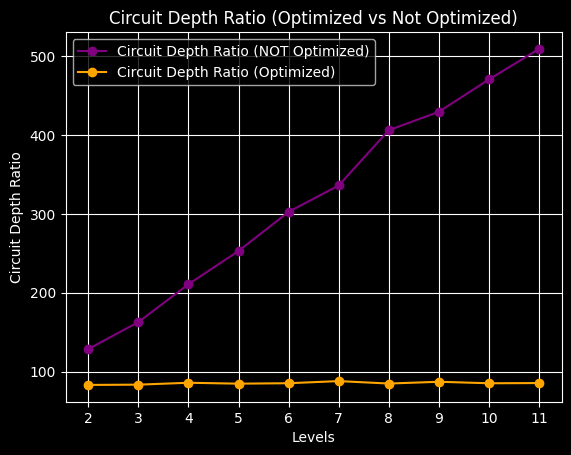 Circuit Depth Ratio (Optimized vs Not Optimized)
Circuit Depth Ratio (NOT Optimized)
Circuit Depth Ratio (Optimized)
Circuit Depth Ratio
500
400
300
200
100
2 3 4 5 6 7 8 9 10 11
Levels